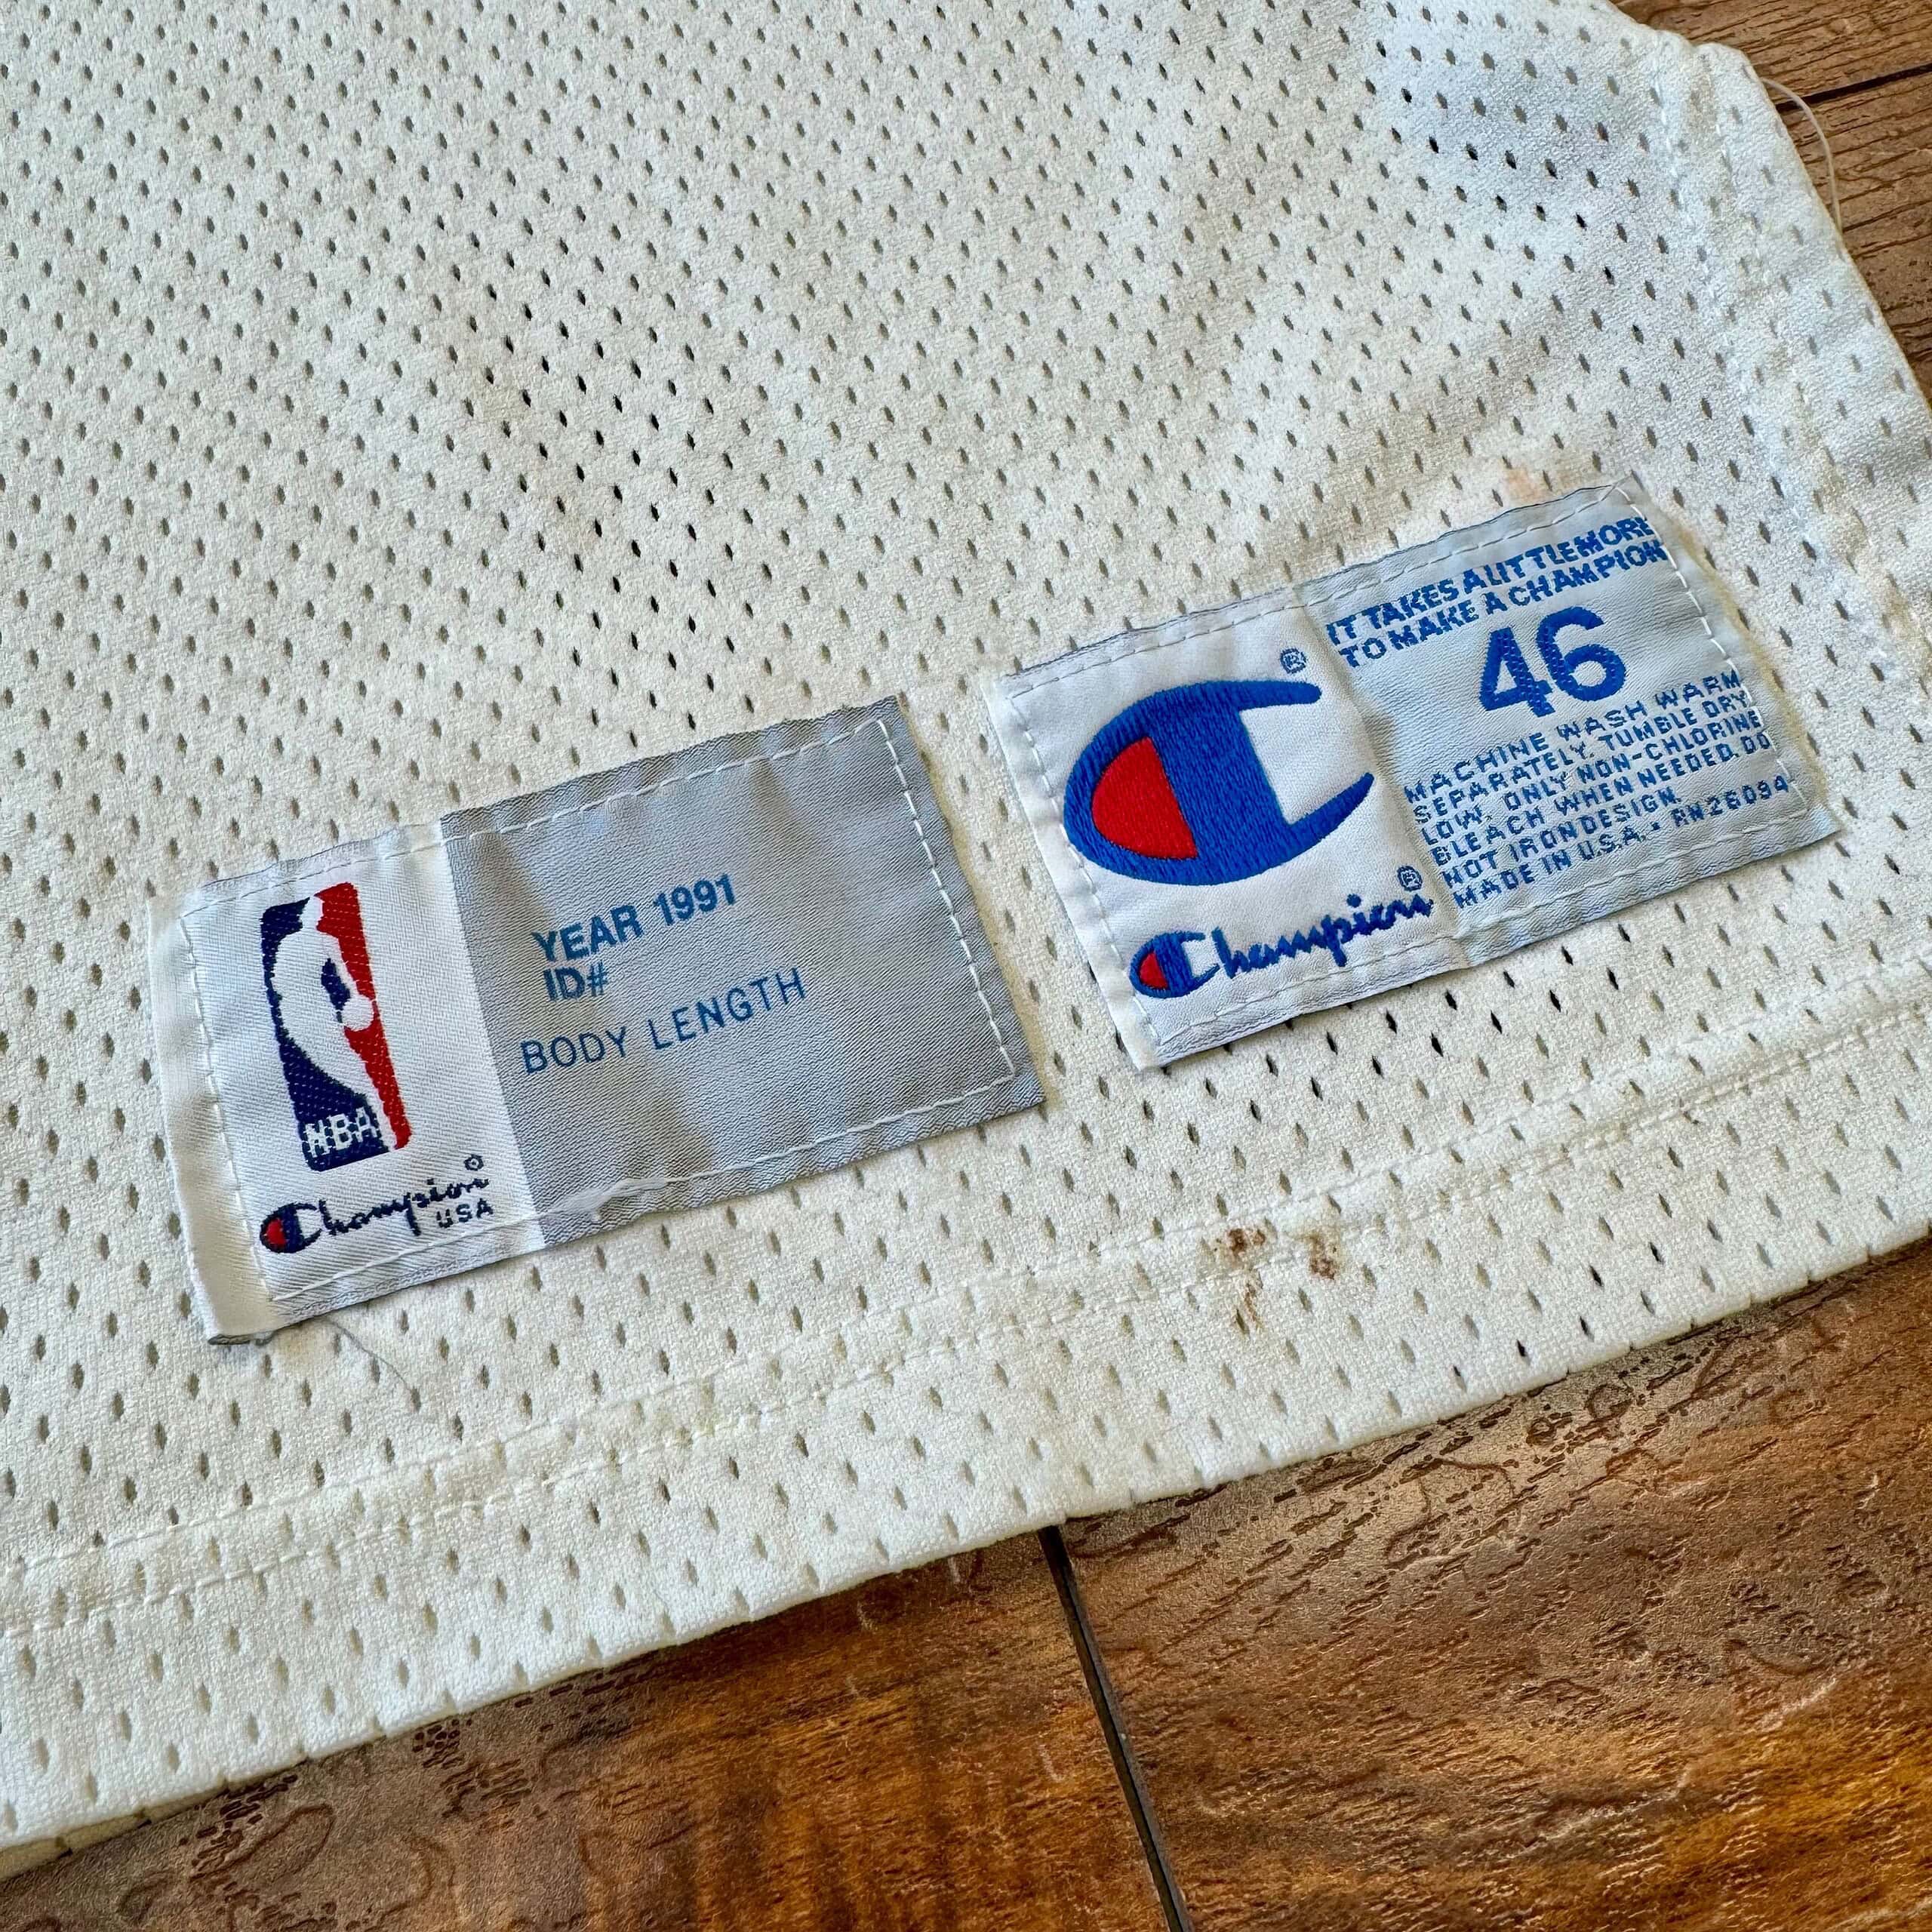 NBA
Champion®
USA
YEAR 1991
ID#
BODY LENGTH
®
Champion®
IT TAKES A LITTLE MORE
TO MAKE A CHAMPION
46
MACHINE WASH WARM
SEPARATELY. TUMBLE DRY
LOW. ONLY NON-CHLORINE
BLEACH WHEN NEEDED. DO
NOT IRON DESIGN.
MADE IN U.S.A. • RN26094